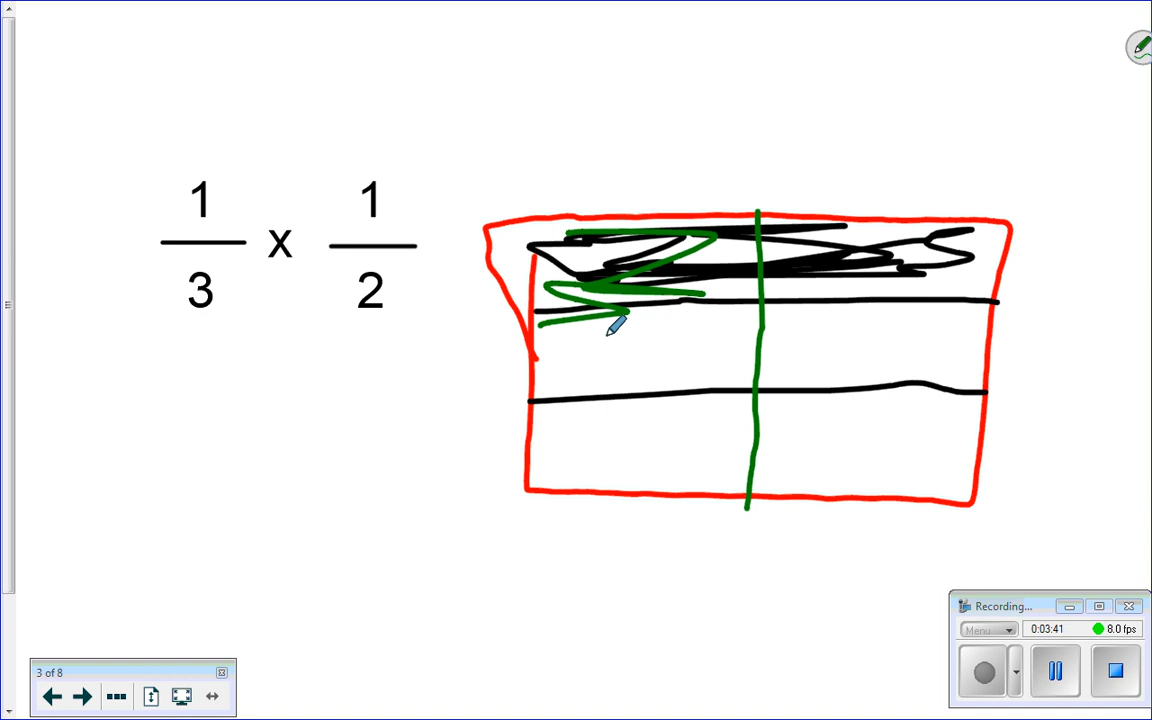 1 1
x
3 2
Recording...
Menu 0:03:41 8.0 fps
3 of 8